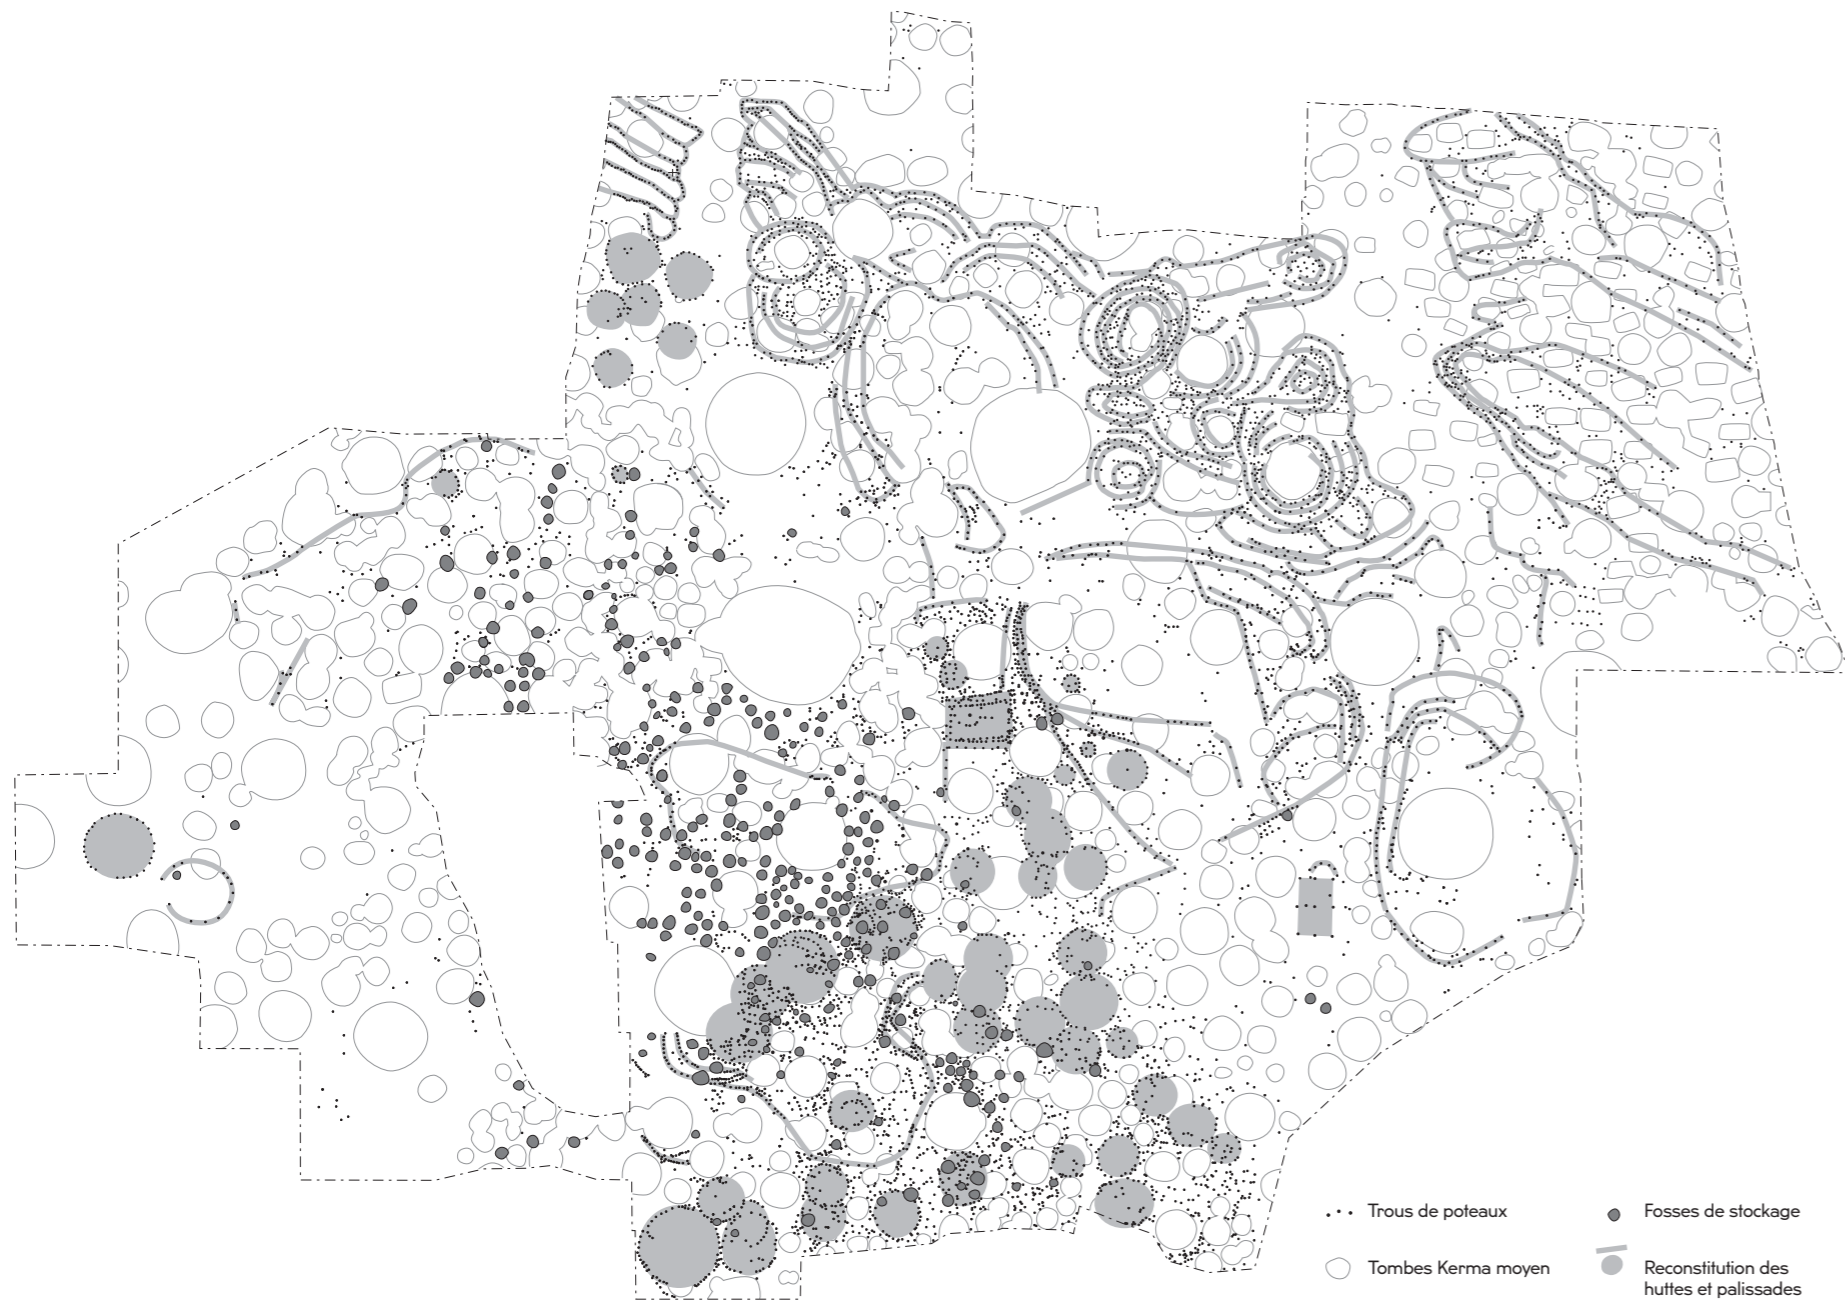 Trous de poteaux
Fosses de stockage
Tombes Kerma moyen
Reconstitution des
huttes et palissades